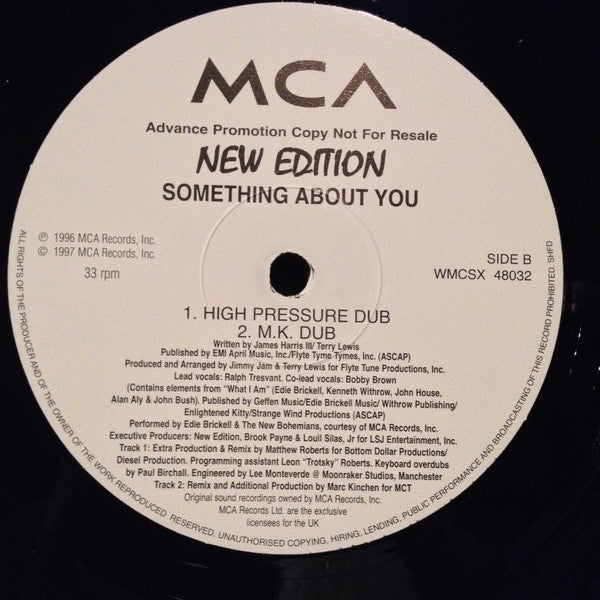 MCA
Advance Promotion Copy Not For Resale
NEW EDITION
SOMETHING ABOUT YOU
℗ 1996 MCA Records, Inc.
© 1997 MCA Records, Inc.
33 rpm
SIDE B
WMCSX 48032
1. HIGH PRESSURE DUB
2. M.K. DUB
Written by James Harris III/ Terry Lewis
Published by EMI April Music, Inc/Flyte Tyme Tymes, Inc. (ASCAP)
Produced and Arranged by Jimmy Jam & Terry Lewis for Flyte Tune Productions, Inc.
Lead vocals: Ralph Tresvant. Co-lead vocals: Bobby Brown
(Contains elements from "What I Am" (Edie Brickell, Kenneth Withrow, John House,
Alan Aly & John Bush). Published by Geffen Music/Edie Brickell Music/ Withrow Publishing/
Enlightened Kitty/Strange Wind Productions (ASCAP)
Performed by Edie Brickell & The New Bohemians, courtesy of MCA Records, Inc.
Executive Producers: New Edition, Brook Payne & Louil Silas, Jr for LSJ Entertainment, Inc.
Track 1: Extra Production & Remix by Matthew Roberts for Bottom Dollar Productions/
Diesel Production. Programming assistant Leon "Trotsky" Roberts. Keyboard overdubs
by Paul Birchall. Engineered by Lee Monteverde @ Moonraker Studios, Manchester
Track 2: Remix and Additional Production by Marc Kinchen for MCT
Original sound recordings owned by MCA Records, Inc.
MCA Records Ltd. are the exclusive
licensees for the UK
ALL RIGHTS OF THE PRODUCER AND OF THE OWNER OF THE WORK REPRODUCED RESERVED. UNAUTHORISED COPYING, HIRING, LENDING, PUBLIC PERFORMANCE AND BROADCASTING OF THIS RECORD PROHIBITED. SHFD